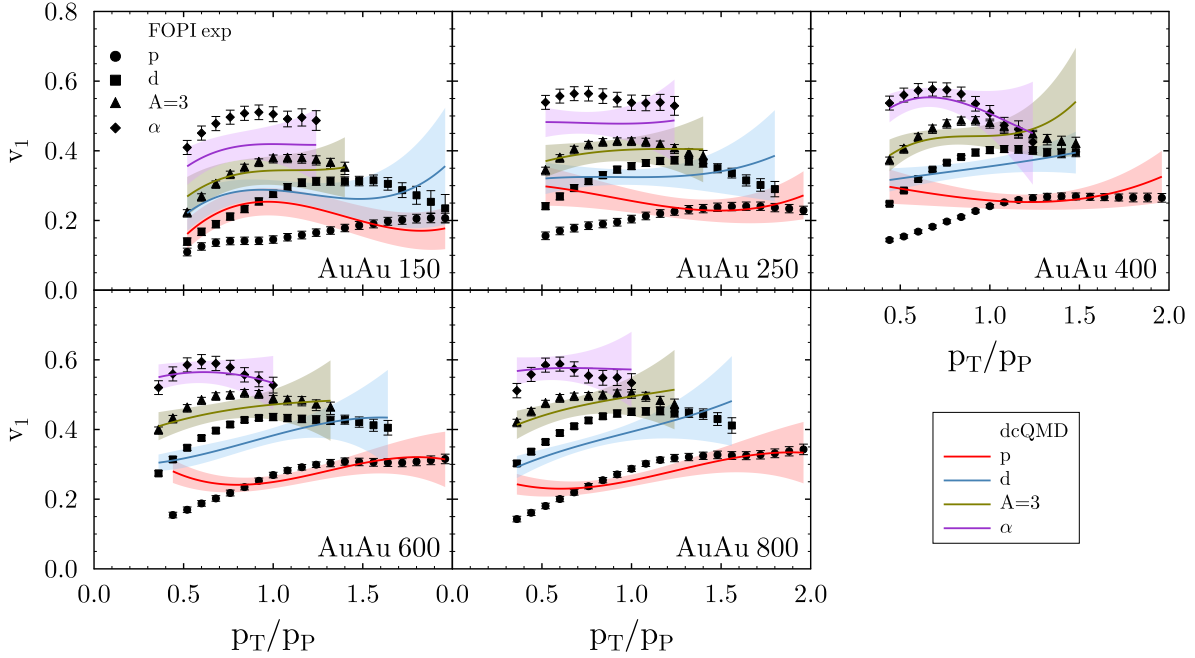 0.8
0.6
0.4
0.2
0.0
v1
FOPI exp
p
d
A=3
α
AuAu 150
AuAu 250
AuAu 400
0.5 1.0 1.5 2.0
pT/pP
0.6
0.4
0.2
0.0
v1
AuAu 600
AuAu 800
dcQMD
p
d
A=3
α
0.0 0.5 1.0 1.5 0.0 0.5 1.0 1.5 2.0
pT/pP
pT/pP